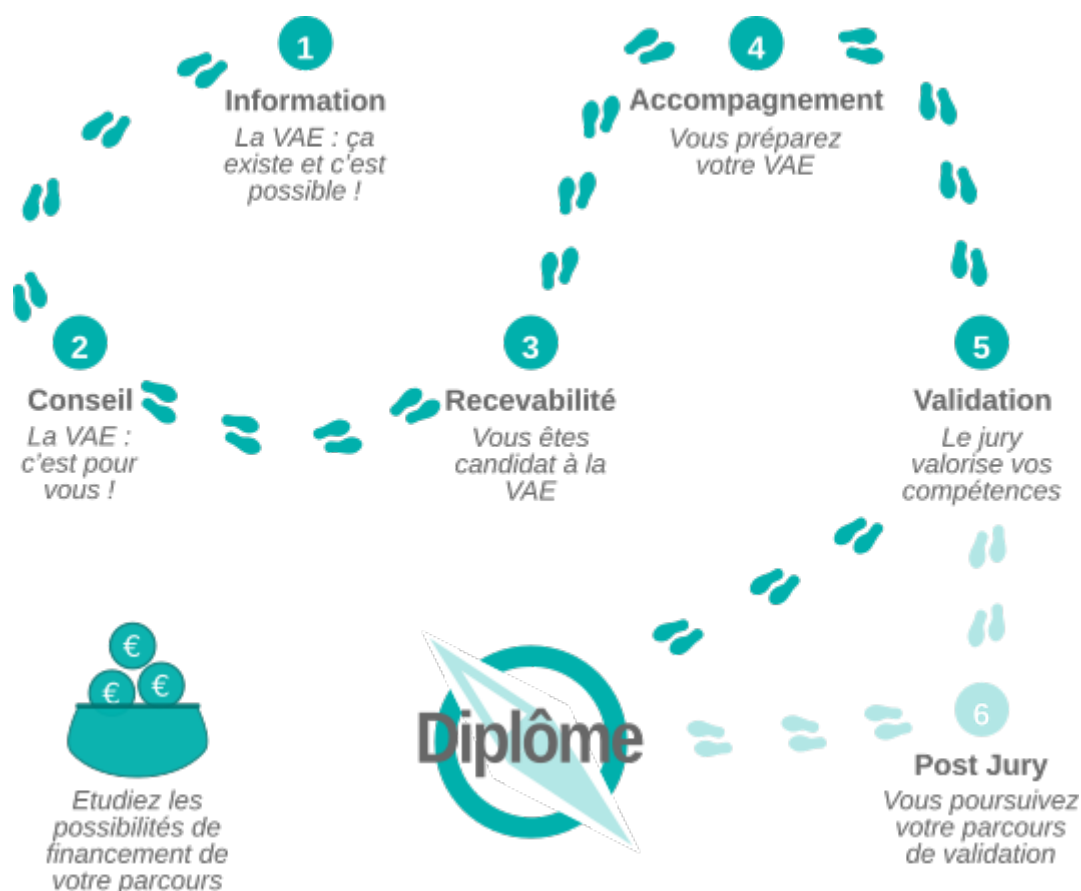 1
Information
La VAE : ça
existe et c'est
possible !
2
Conseil
La VAE :
c'est pour
vous !
3
Recevabilité
Vous êtes
candidat à la
VAE
4
Accompagnement
Vous préparez
votre VAE
5
Validation
Le jury
valorise vos
compétences
6
Post Jury
Vous poursuivez
votre parcours
de validation
Diplôme
€
€ €
Etudiez les
possibilités de
financement de
votre parcours